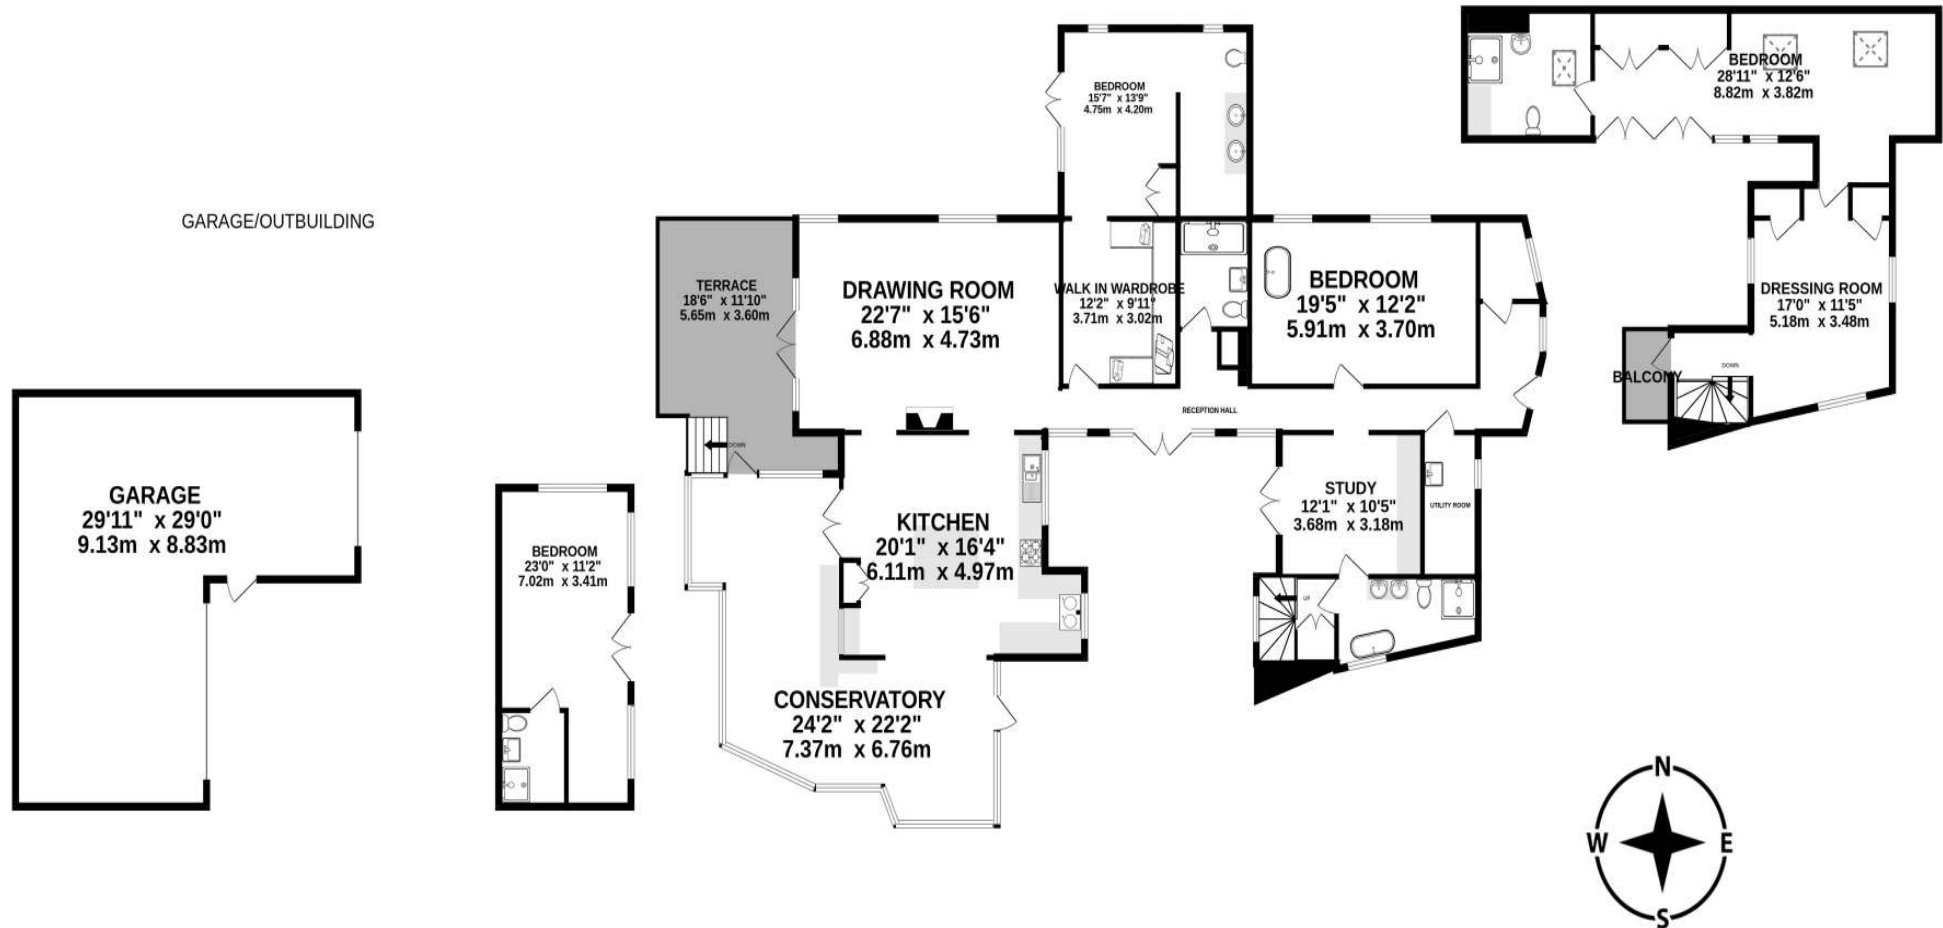 GARAGE/OUTBUILDING
GARAGE
29'11" x 29'0"
9.13m x 8.83m
BEDROOM
23'0" x 11'2"
7.02m x 3.41m
TERRACE
18'6" x 11'10"
5.65m x 3.60m
DOWN
DRAWING ROOM
22'7" x 15'6"
6.88m x 4.73m
BEDROOM
15'7" x 13'9"
4.75m x 4.20m
WALK IN WARDROBE
12'2" x 9'11"
3.71m x 3.02m
BEDROOM
19'5" x 12'2"
5.91m x 3.70m
RECEPTION HALL
KITCHEN
20'1" x 16'4"
6.11m x 4.97m
STUDY
12'1" x 10'5"
3.68m x 3.18m
UTILITY ROOM
UP
CONSERVATORY
24'2" x 22'2"
7.37m x 6.76m
BEDROOM
28'11" x 12'6"
8.82m x 3.82m
DRESSING ROOM
17'0" x 11'5"
5.18m x 3.48m
DOWN
BALCONY
N
W
E
S